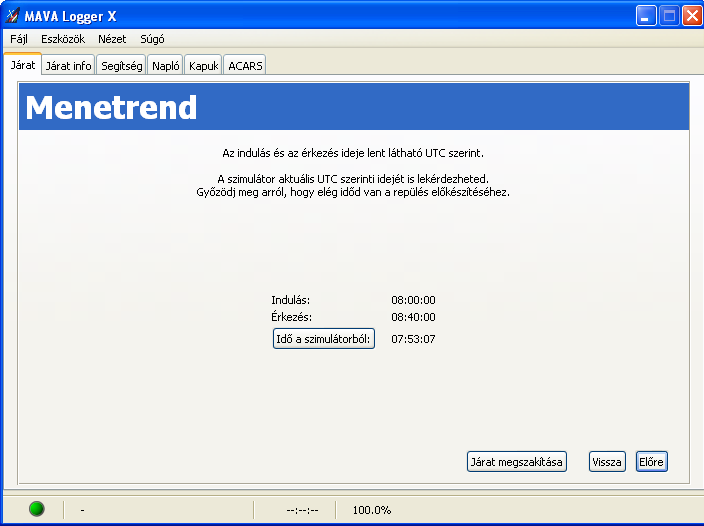 MAVA Logger X
Fájl Eszközök Nézet Súgó
Járat Járat info Segítség Napló Kapuk ACARS
Menetrend
Az indulás és az érkezés ideje lent látható UTC szerint.
A szimulátor aktuális UTC szerinti idejét is lekérdezheted.
Győződj meg arról, hogy elég időd van a repülés előkészítéséhez.
Indulás: 08:00:00
Érkezés: 08:40:00
Idő a szimulátorból: 07:53:07
Járat megszakítása Vissza Előre
- --:--:-- 100.0%